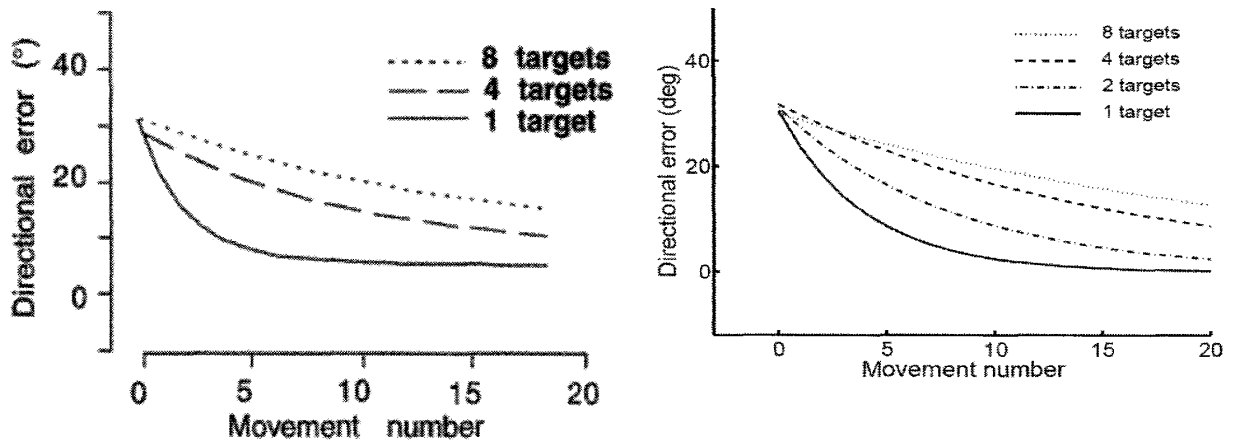 Directional error (°)
40
20
0
8 targets
4 targets
1 target
0 5 10 15 20
Movement number
Directional error (deg)
40
20
0
8 targets
4 targets
2 targets
1 target
0 5 10 15 20
Movement number